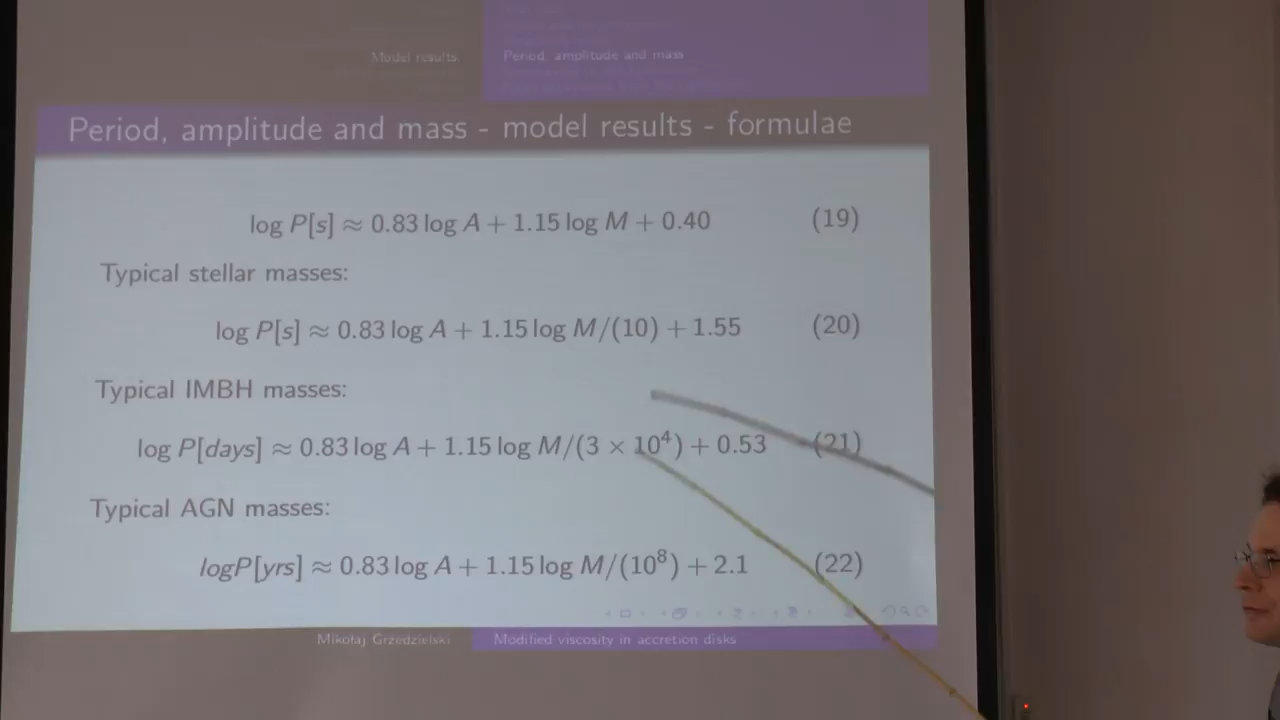 Model results
Period, amplitude and mass
Period, amplitude and mass - model results - formulae
log P[s] ≈ 0.83 log A + 1.15 log M + 0.40 (19)
Typical stellar masses:
log P[s] ≈ 0.83 log A + 1.15 log M/(10) + 1.55 (20)
Typical IMBH masses:
log P[days] ≈ 0.83 log A + 1.15 log M/(3 × 10⁴) + 0.53 (21)
Typical AGN masses:
logP[yrs] ≈ 0.83 log A + 1.15 log M/(10⁸) + 2.1 (22)
Mikołaj Grzedzielski
Modified viscosity in accretion disks